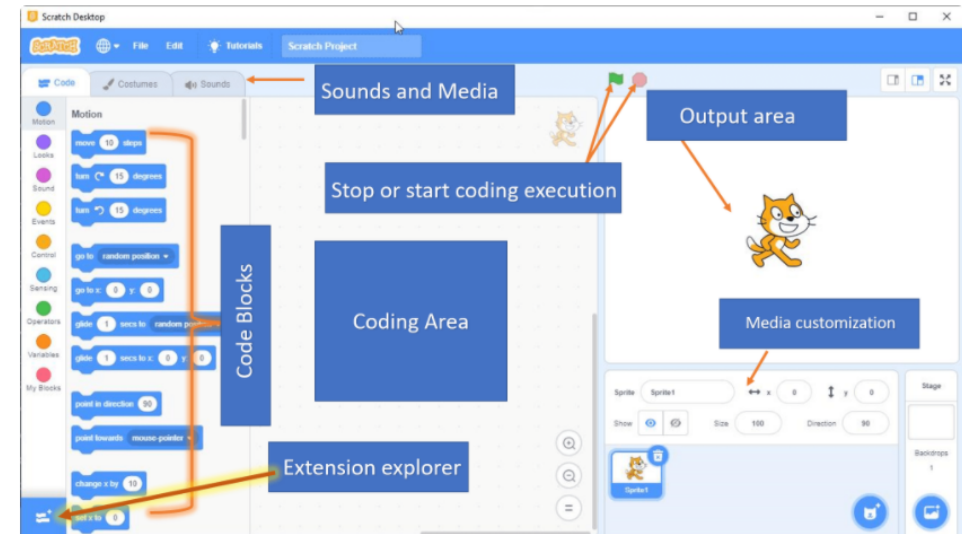 Scratch Desktop
SCRATCH File Edit Tutorials Scratch Project
Code Costumes Sounds
Sounds and Media
Output area
Motion
Motion
move 10 steps
Looks
turn 15 degrees
Sound
Stop or start coding execution
turn 15 degrees
Events
go to random position
Control
go to x: 0 y: 0
Sensing
Code Blocks
Coding Area
Media customization
glide 1 secs to random
Operators
glide 1 secs to x: 0 y 0
Variables
My Blocks
point in direction 90
point towards mouse-pointer
Extension explorer
change x by 10
set x to 0
Sprite Sprite1 x 0 y 0
Show Size 100 Direction 90
Sprite1
Stage
Backdrops
1